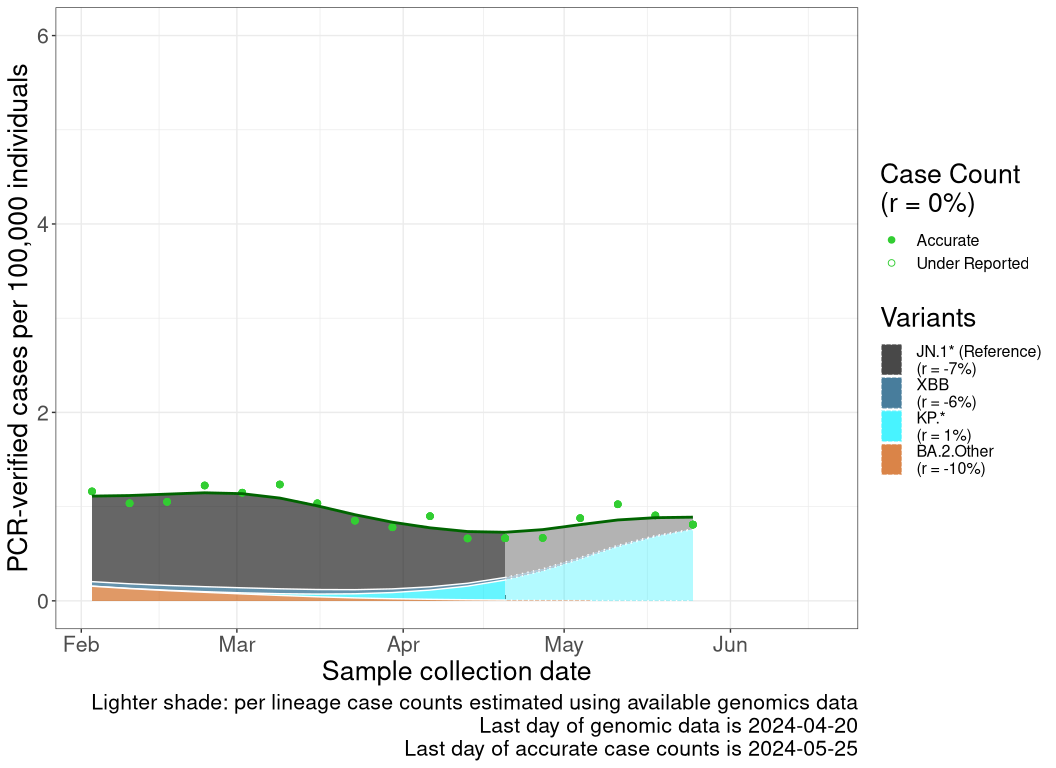 PCR-verified cases per 100,000 individuals
6
4
2
0
Feb
Mar
Apr
May
Jun
Sample collection date
Lighter shade: per lineage case counts estimated using available genomics data
Last day of genomic data is 2024-04-20
Last day of accurate case counts is 2024-05-25
Case Count
(r = 0%)
Accurate
Under Reported
Variants
JN.1* (Reference)
(r = -7%)
XBB
(r = -6%)
KP.*
(r = 1%)
BA.2.Other
(r = -10%)